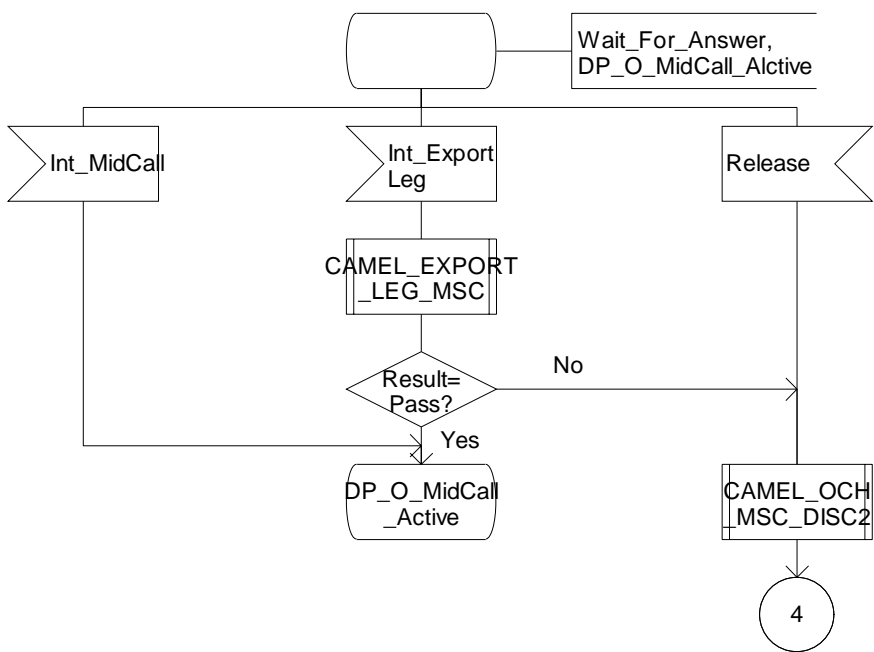 Wait_For_Answer,
DP_O_MidCall_Alctive
Int_MidCall
Int_Export
Leg
Release
CAMEL_EXPORT
_LEG_MSC
Result=
Pass?
No
Yes
DP_O_MidCall
_Active
CAMEL_OCH
_MSC_DISC2
4